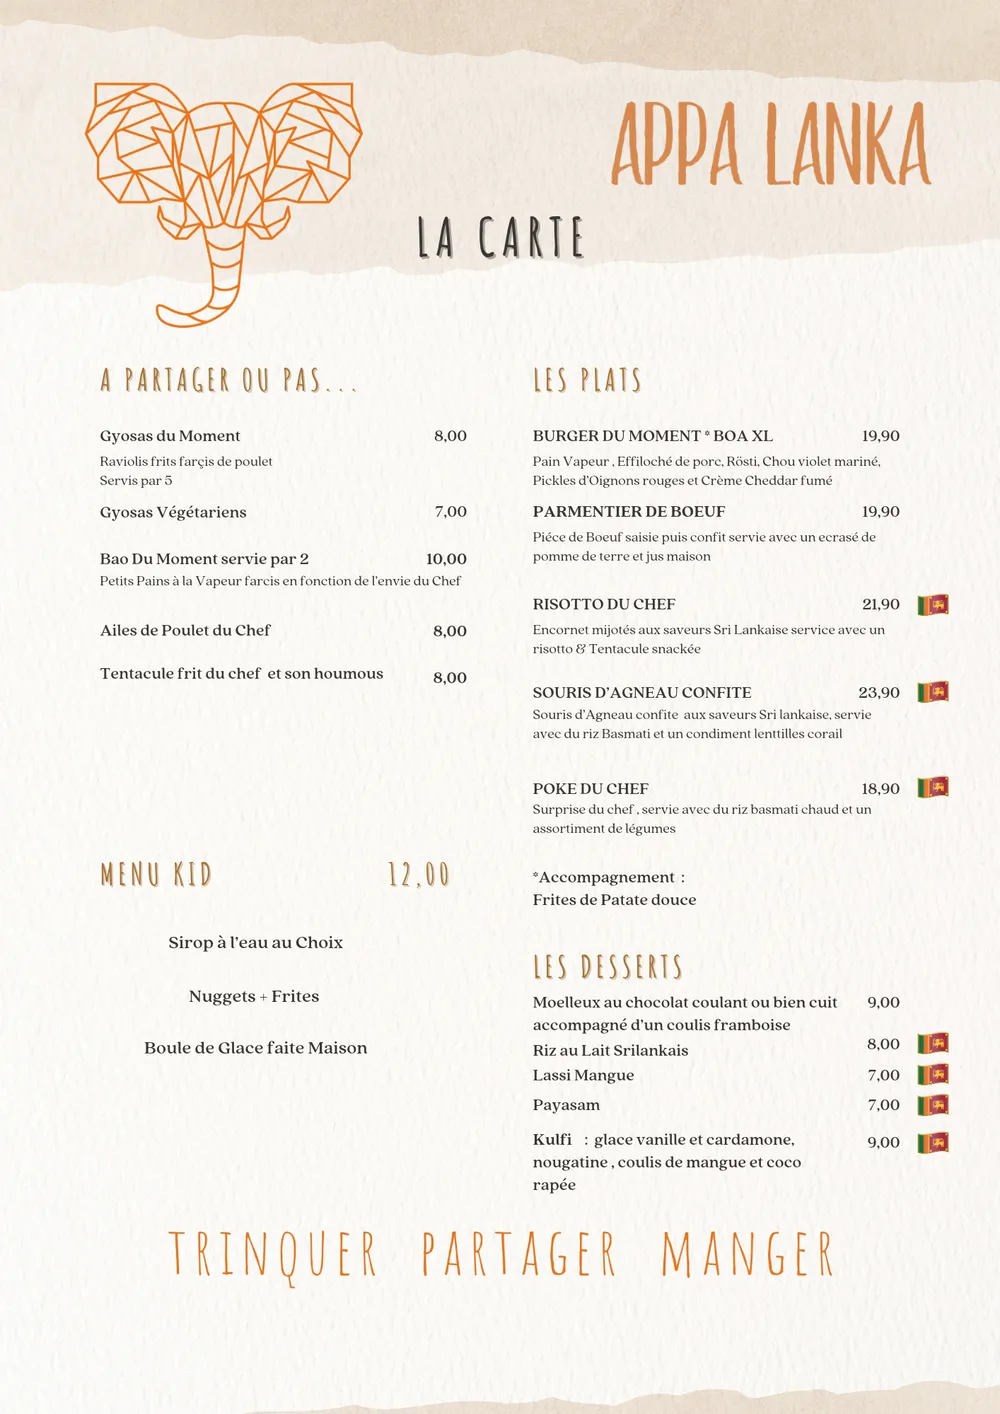 APPA LANKA
LA CARTE
A PARTAGER OU PAS...
Gyosas du Moment 8,00
Raviolis frits farçis de poulet
Servis par 5
Gyosas Végétariens 7,00
Bao Du Moment servie par 2 10,00
Petits Pains à la Vapeur farcis en fonction de l'envie du Chef
Ailes de Poulet du Chef 8,00
Tentacule frit du chef et son houmous 8,00
MENU KID 12,00
Sirop à l'eau au Choix
Nuggets + Frites
Boule de Glace faite Maison
LES PLATS
BURGER DU MOMENT * BOA XL 19,90
Pain Vapeur , Effiloché de porc, Rösti, Chou violet mariné,
Pickles d'Oignons rouges et Crème Cheddar fumé
PARMENTIER DE BOEUF 19,90
Piéce de Boeuf saisie puis confit servie avec un ecrasé de
pomme de terre et jus maison
RISOTTO DU CHEF 21,90
Encornet mijotés aux saveurs Sri Lankaise service avec un
risotto & Tentacule snackée
SOURIS D'AGNEAU CONFITE 23,90
Souris d'Agneau confite aux saveurs Sri lankaise, servie
avec du riz Basmati et un condiment lenttilles corail
POKE DU CHEF 18,90
Surprise du chef , servie avec du riz basmati chaud et un
assortiment de légumes
*Accompagnement :
Frites de Patate douce
LES DESSERTS
Moelleux au chocolat coulant ou bien cuit 9,00
accompagné d'un coulis framboise
Riz au Lait Srilankais 8,00
Lassi Mangue 7,00
Payasam 7,00
Kulfi : glace vanille et cardamone, 9,00
nougatine , coulis de mangue et coco
rapée
TRINQUER PARTAGER MANGER